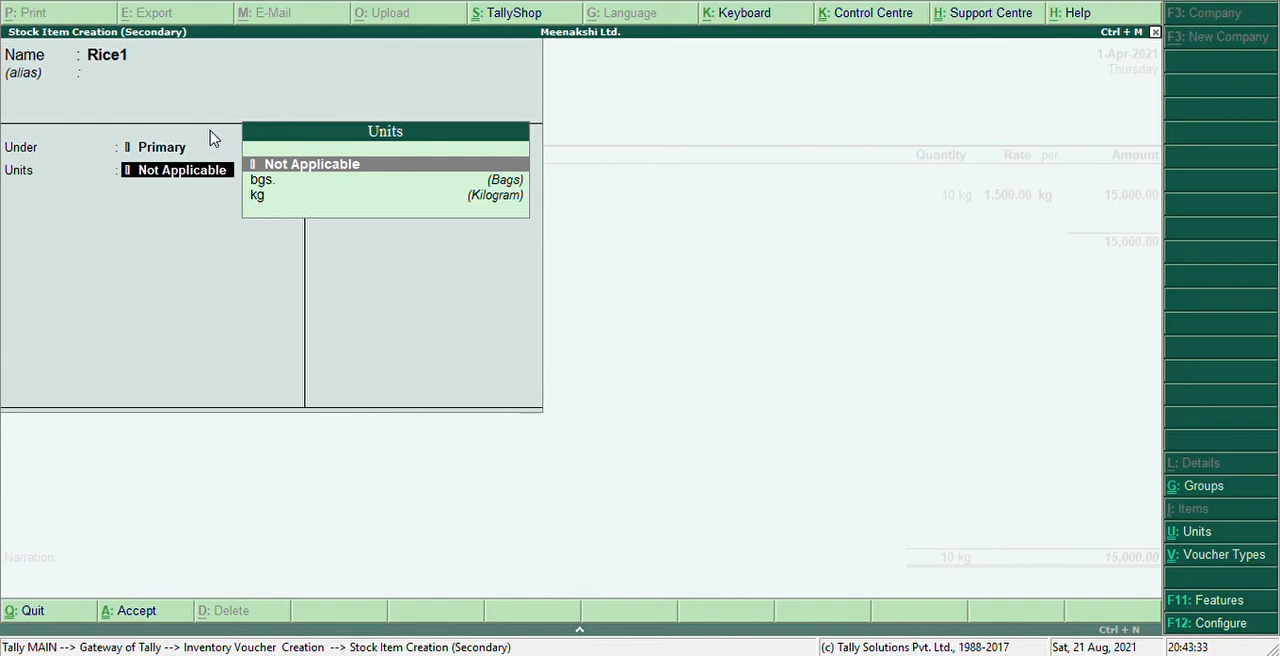 P: Print E: Export M: E-Mail O: Upload S: TallyShop G: Language K: Keyboard K: Control Centre H: Support Centre H: Help F3: Company
Stock Item Creation (Secondary) Meenakshi Ltd. Ctrl + M F3: New Company
Name : Rice1 1-Apr-2021
(alias) : Thursday
Units
Under : Primary Quantity Rate per Amount
Not Applicable
Units : Not Applicable
bgs. (Bags)
kg (Kilogram) 10 kg 1,500.00 kg 15,000.00
15,000.00
L: Details
G: Groups
I: Items
U: Units
Narration: 10 kg 15,000.00 V: Voucher Types
F11: Features
Q: Quit A: Accept D: Delete
F12: Configure
Ctrl + N
Tally MAIN --> Gateway of Tally --> Inventory Voucher Creation --> Stock Item Creation (Secondary) (c) Tally Solutions Pvt. Ltd., 1988-2017 Sat, 21 Aug, 2021 20:43:33